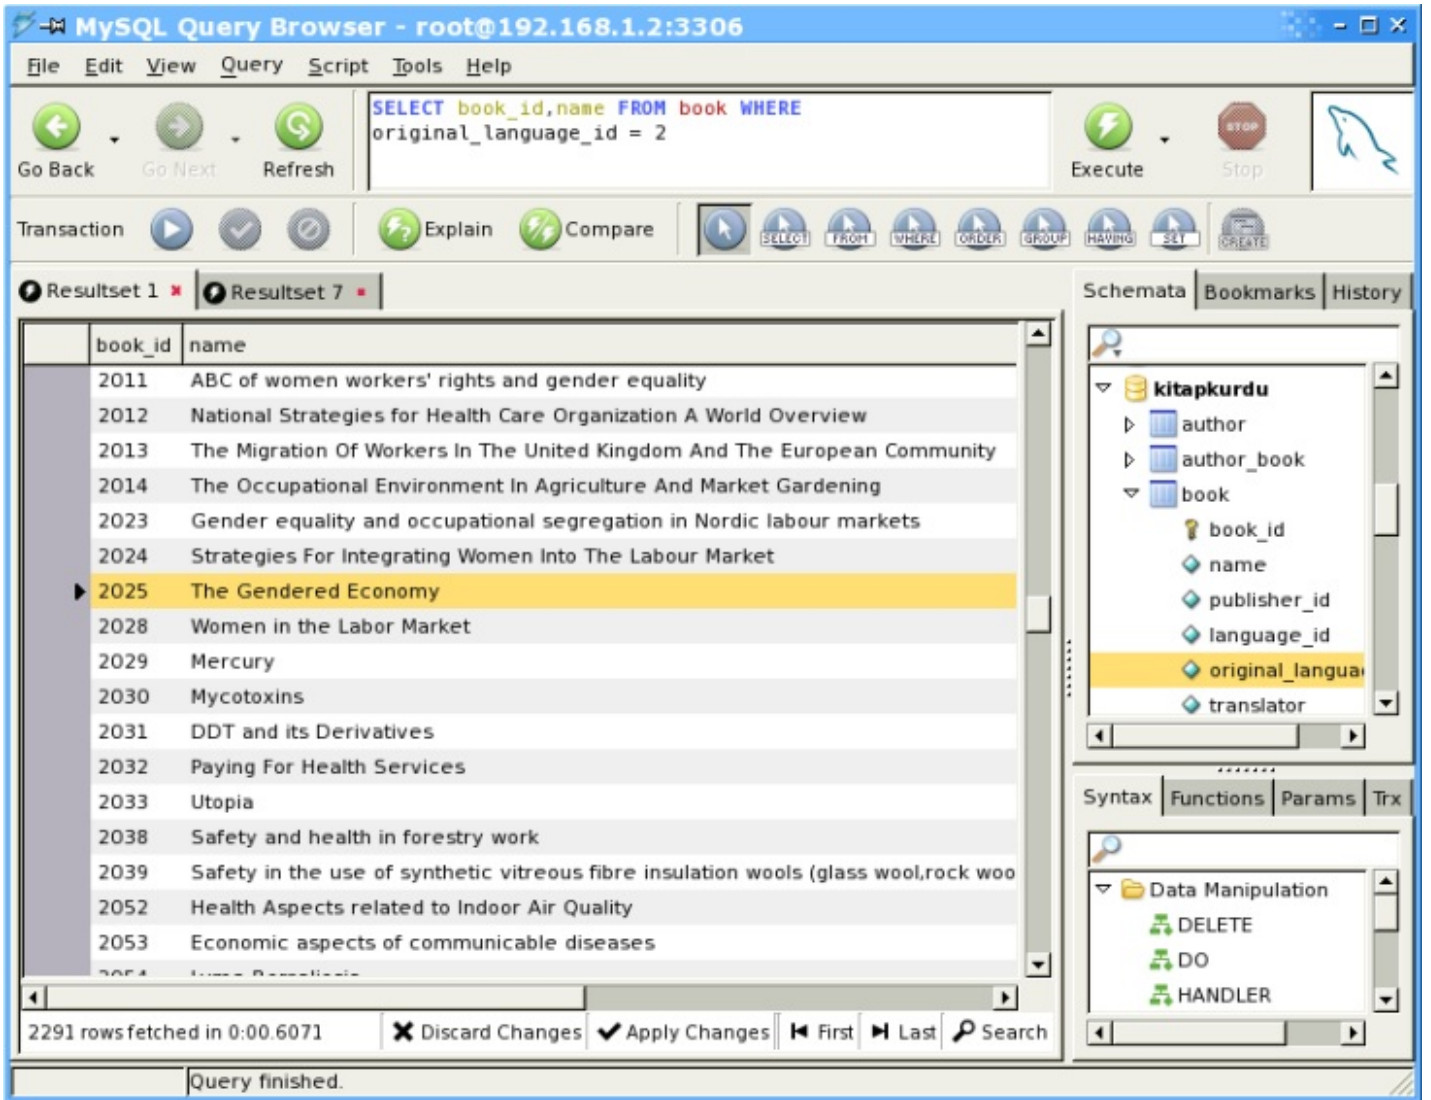 MySQL Query Browser - root@192.168.1.2:3306
File Edit View Query Script Tools Help
SELECT book_id,name FROM book WHERE
original_language_id = 2
Go Back Go Next Refresh Execute STOP Stop
Transaction Explain Compare SELECT FROM WHERE ORDER GROUP HAVING SET CREATE
Resultset 1 Resultset 7
book_id name
2011 ABC of women workers' rights and gender equality
2012 National Strategies for Health Care Organization A World Overview
2013 The Migration Of Workers In The United Kingdom And The European Community
2014 The Occupational Environment In Agriculture And Market Gardening
2023 Gender equality and occupational segregation in Nordic labour markets
2024 Strategies For Integrating Women Into The Labour Market
2025 The Gendered Economy
2028 Women in the Labor Market
2029 Mercury
2030 Mycotoxins
2031 DDT and its Derivatives
2032 Paying For Health Services
2033 Utopia
2038 Safety and health in forestry work
2039 Safety in the use of synthetic vitreous fibre insulation wools (glass wool,rock woo
2052 Health Aspects related to Indoor Air Quality
2053 Economic aspects of communicable diseases
2054
2291 rows fetched in 0:00.6071 Discard Changes Apply Changes First Last Search
Query finished.
Schemata Bookmarks History
kitapkurdu
author
author_book
book
book_id
name
publisher_id
language_id
original_langua
translator
Syntax Functions Params Trx
Data Manipulation
DELETE
DO
HANDLER